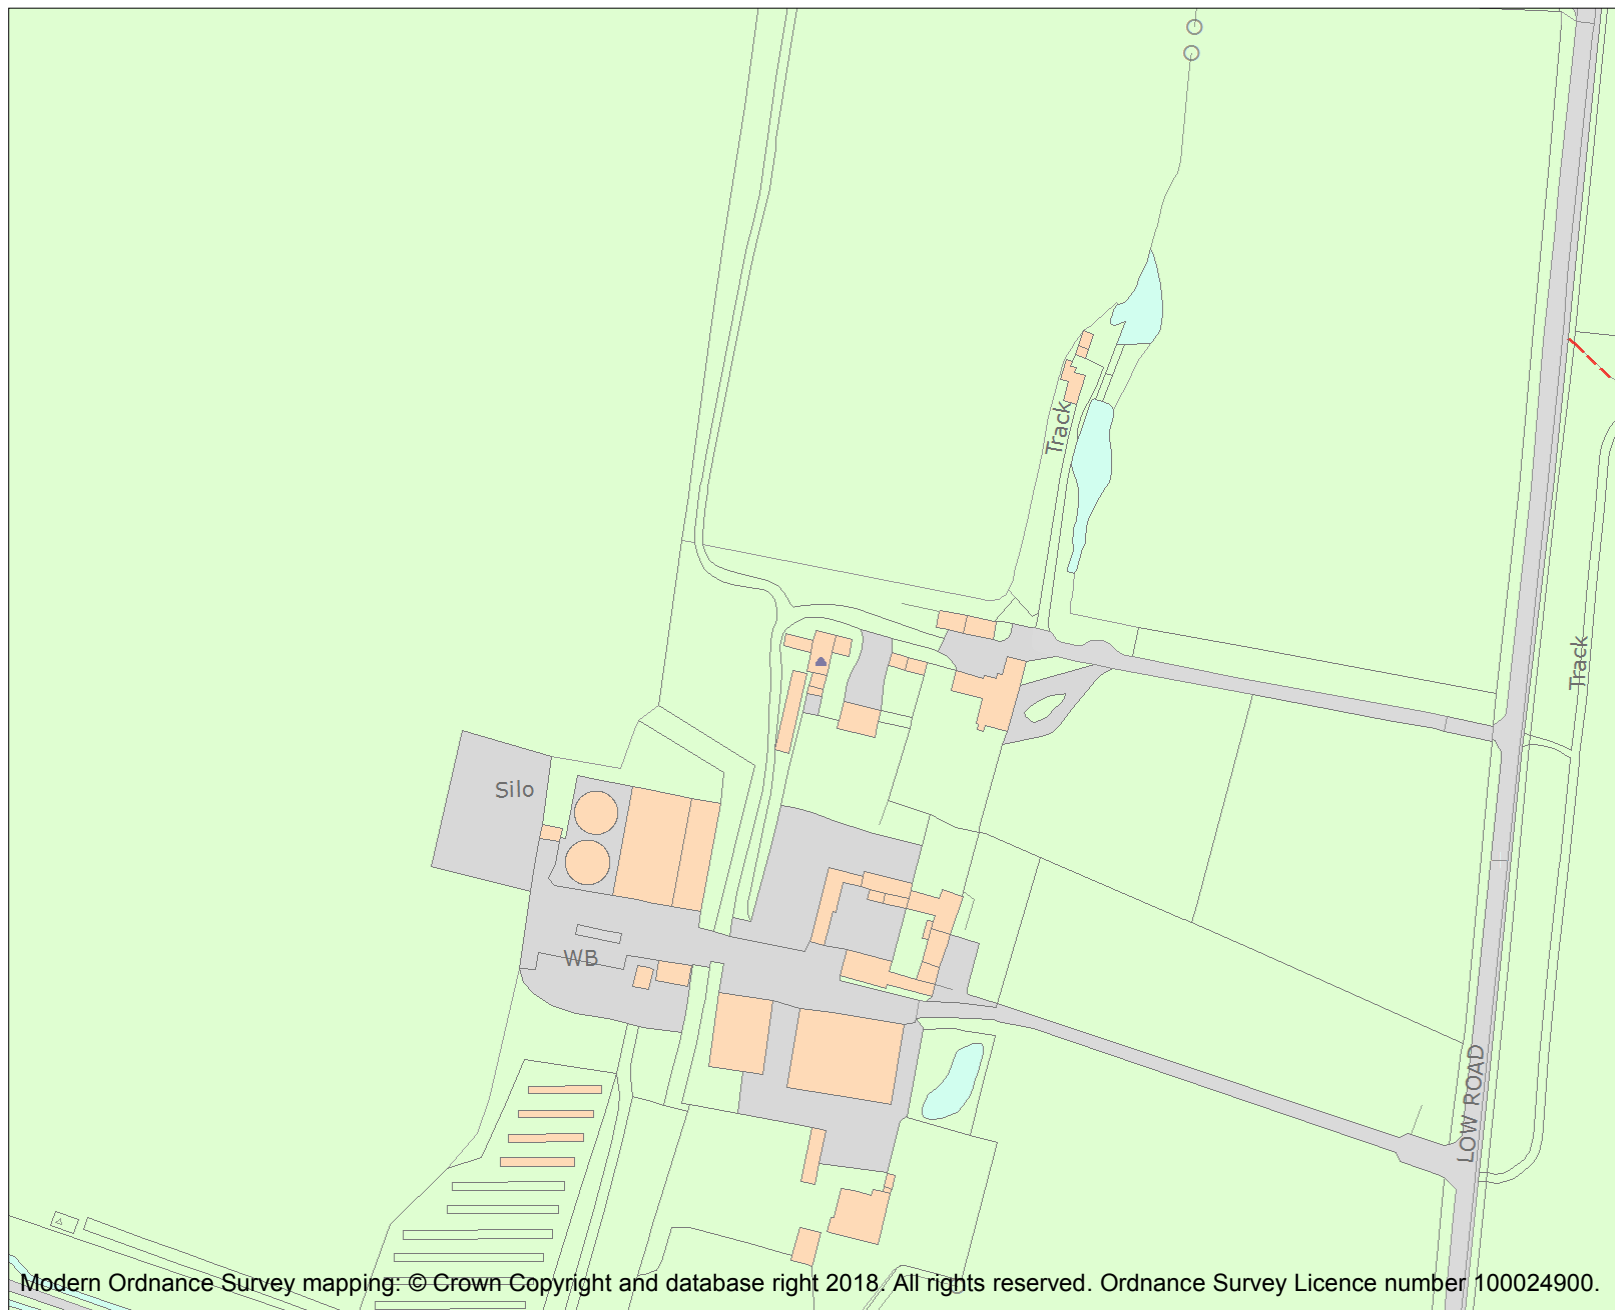 Track
Track
Silo
WB
LOW ROAD
Modern Ordnance Survey mapping: © Crown Copyright and database right 2018. All rights reserved. Ordnance Survey Licence number 100024900.